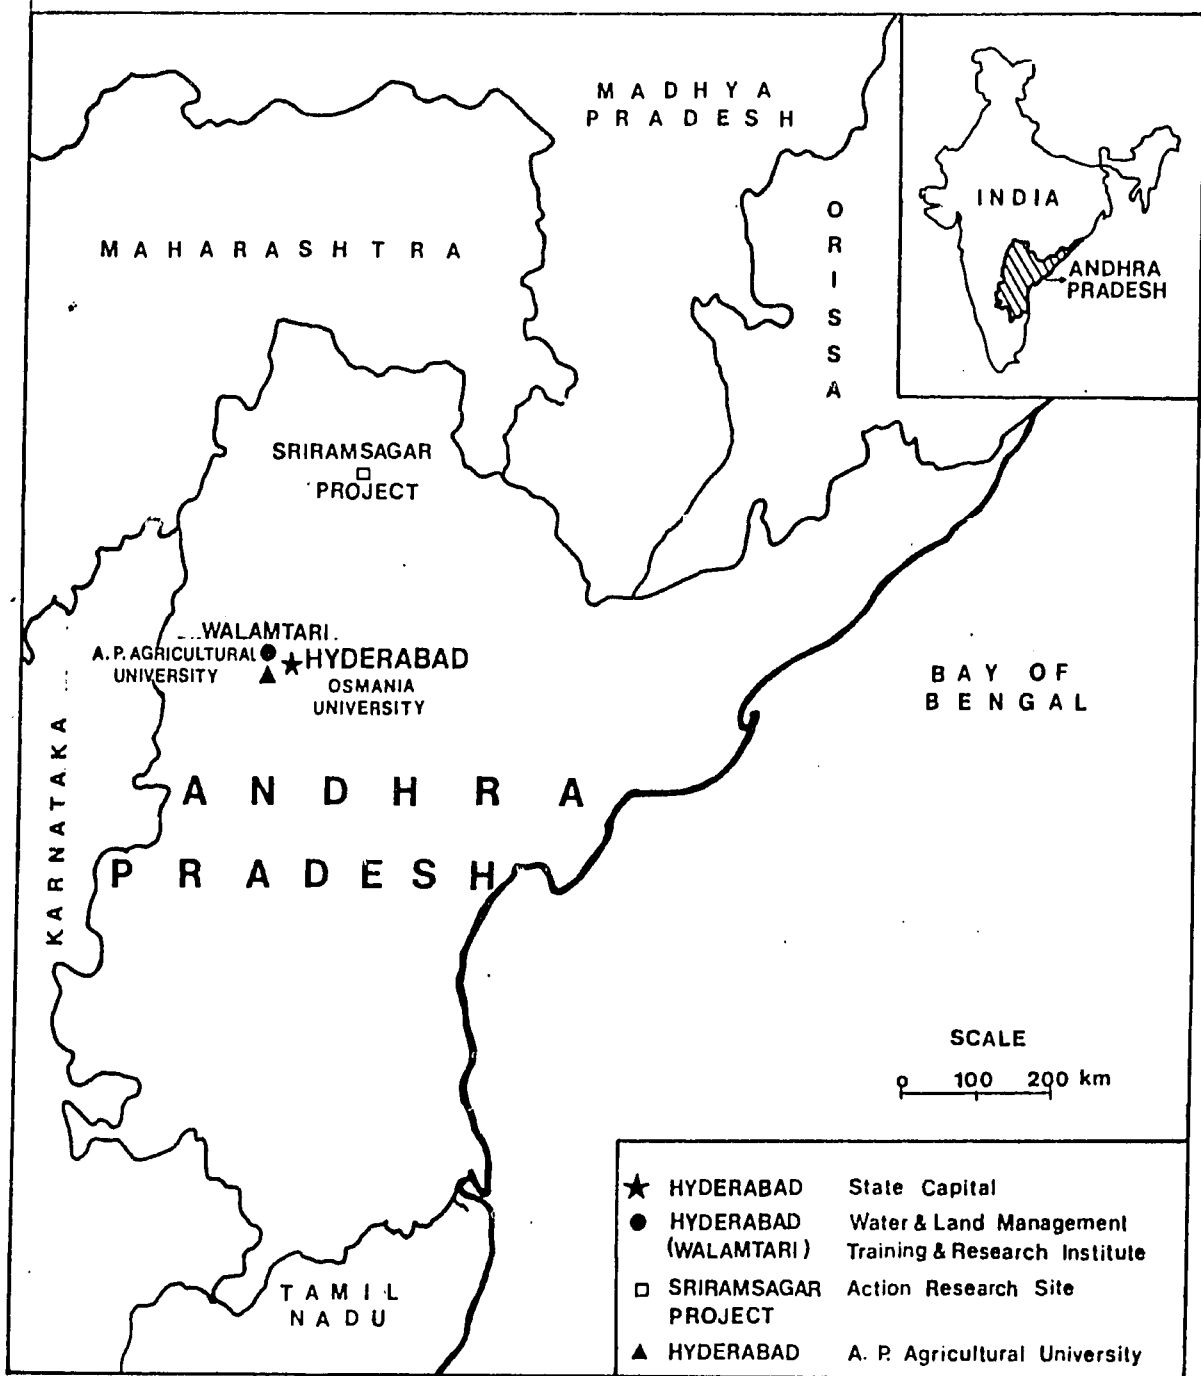 MADHYA
PRADESH
MAHARASHTRA
ORISSA
INDIA
ANDHRA
PRADESH
SRIRAMSAGAR
PROJECT
WALAMTARI
A. P. AGRICULTURAL
UNIVERSITY
HYDERABAD
OSMANIA
UNIVERSITY
KARNATAKA
BAY OF
BENGAL
ANDHRA
PRADESH
SCALE
0 100 200 km
TAMIL
NADU
HYDERABAD State Capital
HYDERABAD Water & Land Management
(WALAMTARI) Training & Research Institute
SRIRAMSAGAR Action Research Site
PROJECT
HYDERABAD A. P. Agricultural University